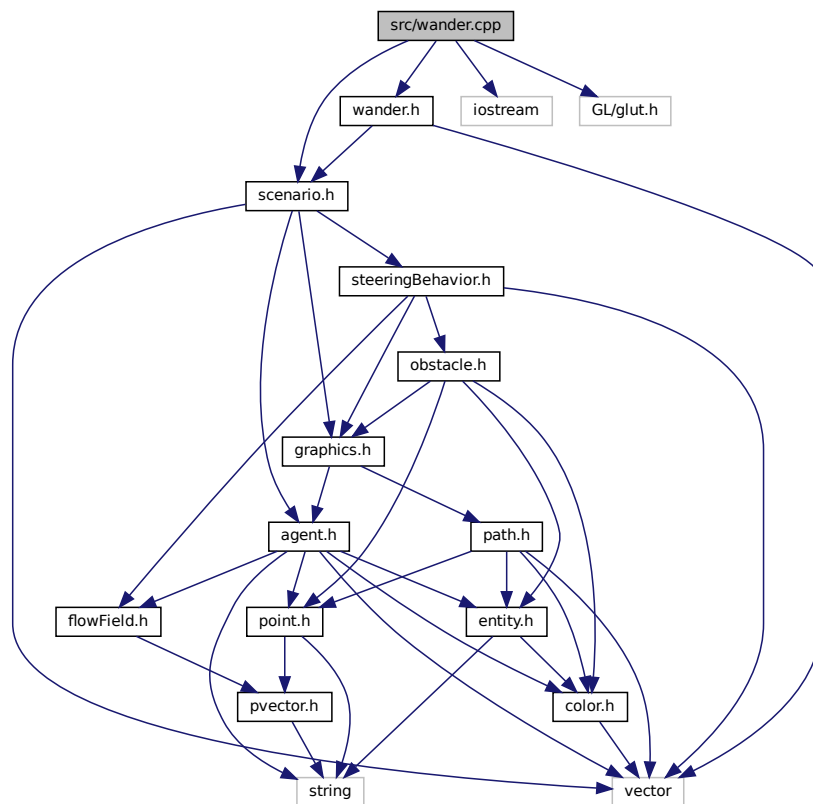 src/wander.cpp
wander.h
iostream
GL/glut.h
scenario.h
steeringBehavior.h
obstacle.h
graphics.h
agent.h
path.h
flowField.h
point.h
entity.h
pvector.h
color.h
string
vector